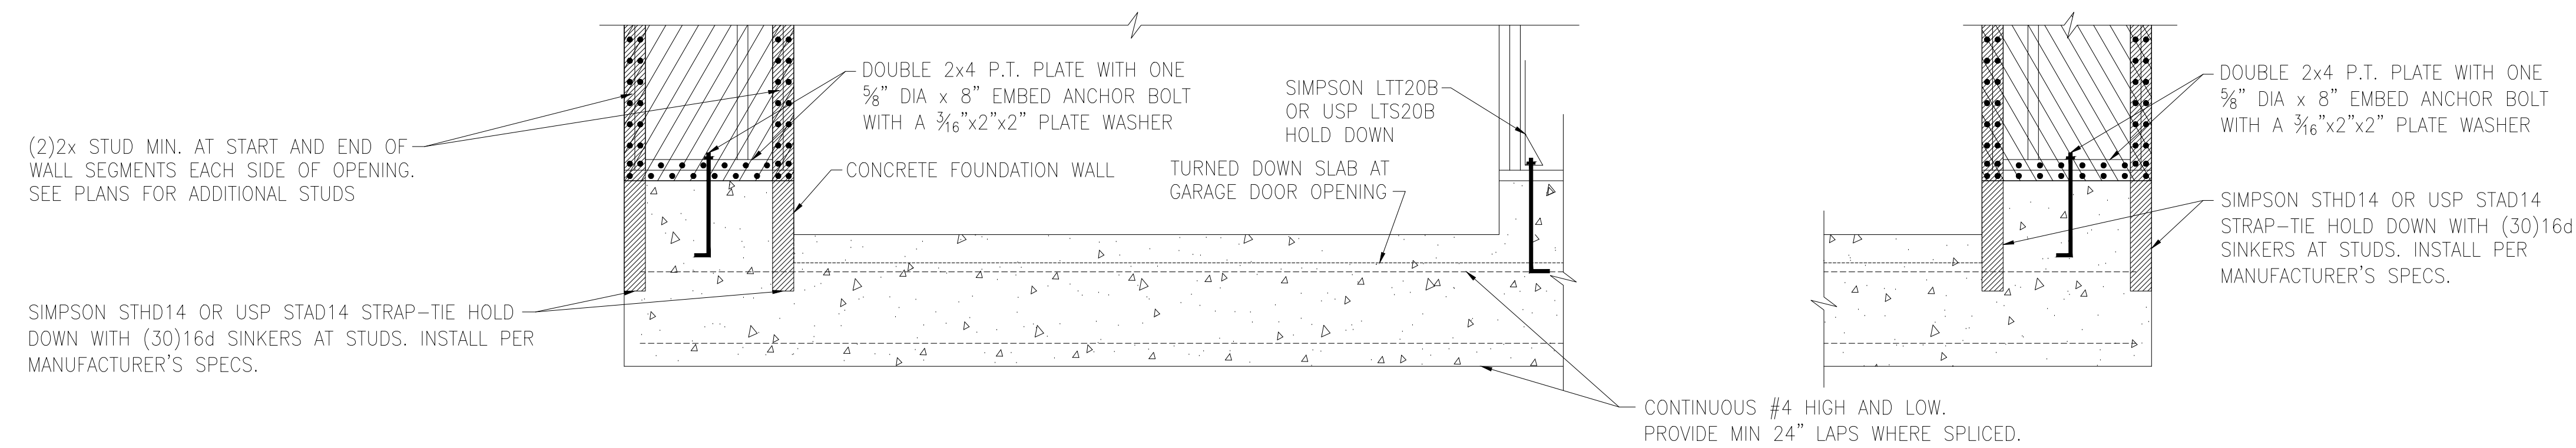 (2)2x STUD MIN. AT START AND END OF
WALL SEGMENTS EACH SIDE OF OPENING.
SEE PLANS FOR ADDITIONAL STUDS
SIMPSON STHD14 OR USP STAD14 STRAP-TIE HOLD
DOWN WITH (30)16d SINKERS AT STUDS. INSTALL PER
MANUFACTURER'S SPECS.
DOUBLE 2x4 P.T. PLATE WITH ONE
⅝" DIA x 8" EMBED ANCHOR BOLT
WITH A 3/16"x2"x2" PLATE WASHER
CONCRETE FOUNDATION WALL
SIMPSON LTT20B
OR USP LTS20B
HOLD DOWN
TURNED DOWN SLAB AT
GARAGE DOOR OPENING
CONTINUOUS #4 HIGH AND LOW.
PROVIDE MIN 24" LAPS WHERE SPLICED.
DOUBLE 2x4 P.T. PLATE WITH ONE
⅝" DIA x 8" EMBED ANCHOR BOLT
WITH A 3/16"x2"x2" PLATE WASHER
SIMPSON STHD14 OR USP STAD14
STRAP-TIE HOLD DOWN WITH (30)16d
SINKERS AT STUDS. INSTALL PER
MANUFACTURER'S SPECS.